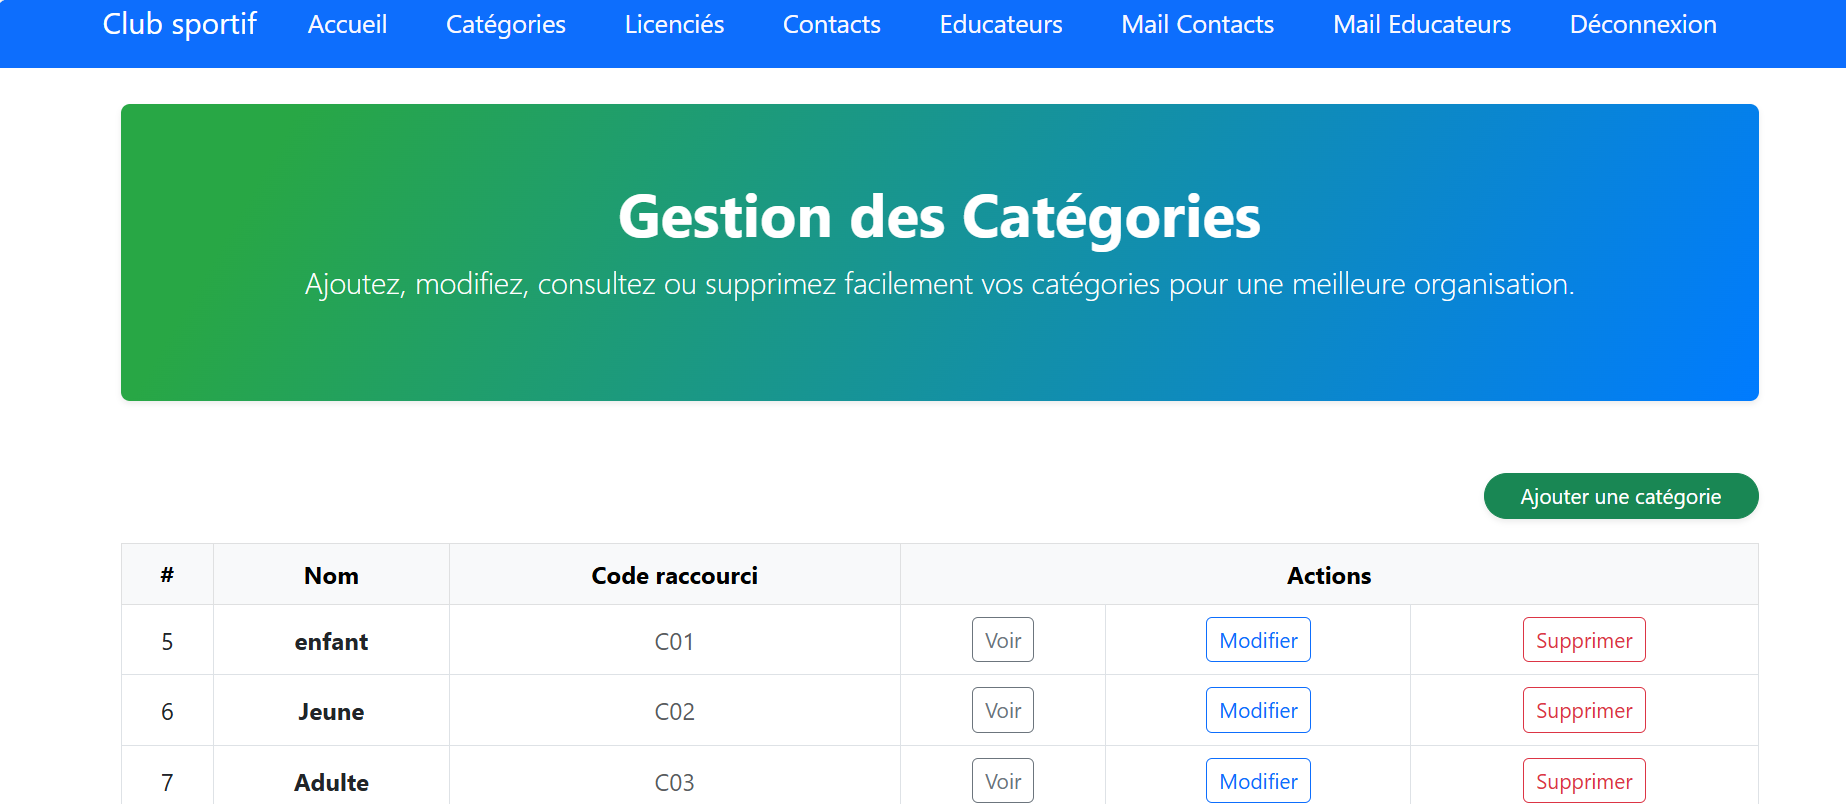 Club sportif Accueil Catégories Licenciés Contacts Educateurs Mail Contacts Mail Educateurs Déconnexion
Gestion des Catégories
Ajoutez, modifiez, consultez ou supprimez facilement vos catégories pour une meilleure organisation.
Ajouter une catégorie
# Nom Code raccourci Actions
5 enfant C01 Voir Modifier Supprimer
6 Jeune C02 Voir Modifier Supprimer
7 Adulte C03 Voir Modifier Supprimer